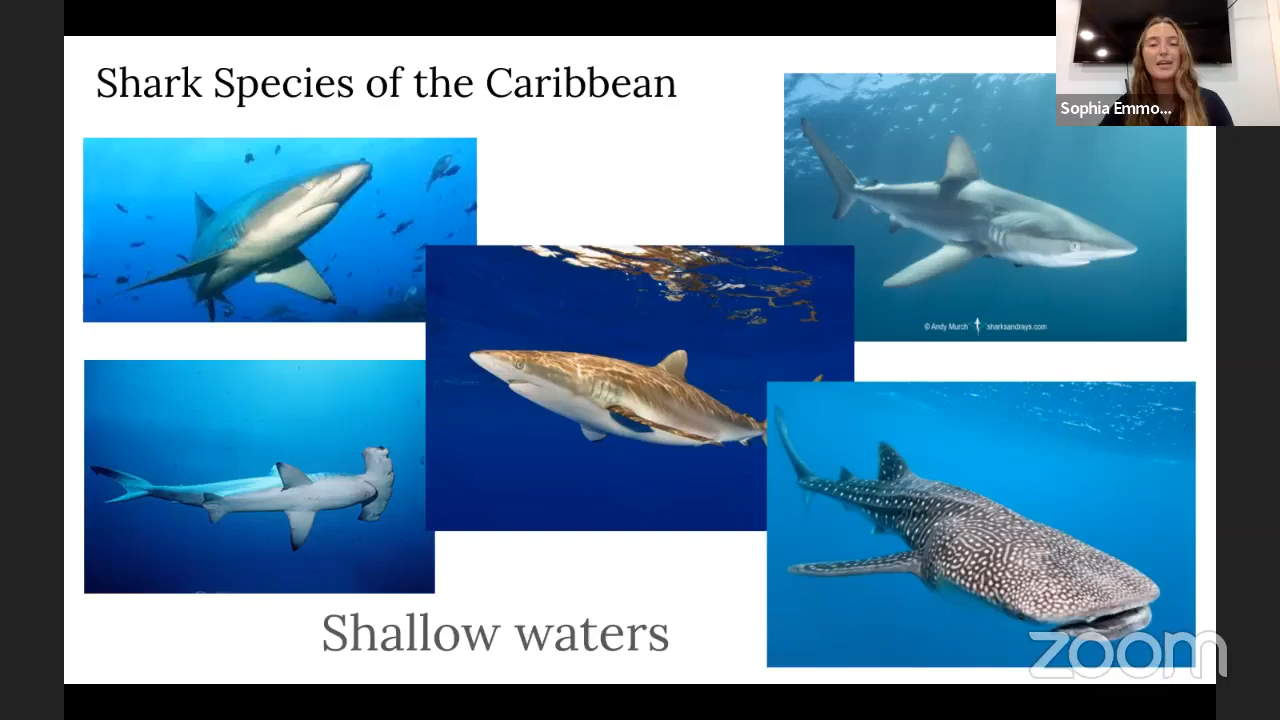 Shark Species of the Caribbean
Sophia Emmo...
© Andy Murch sharksandrays.com
Shallow waters
zoom